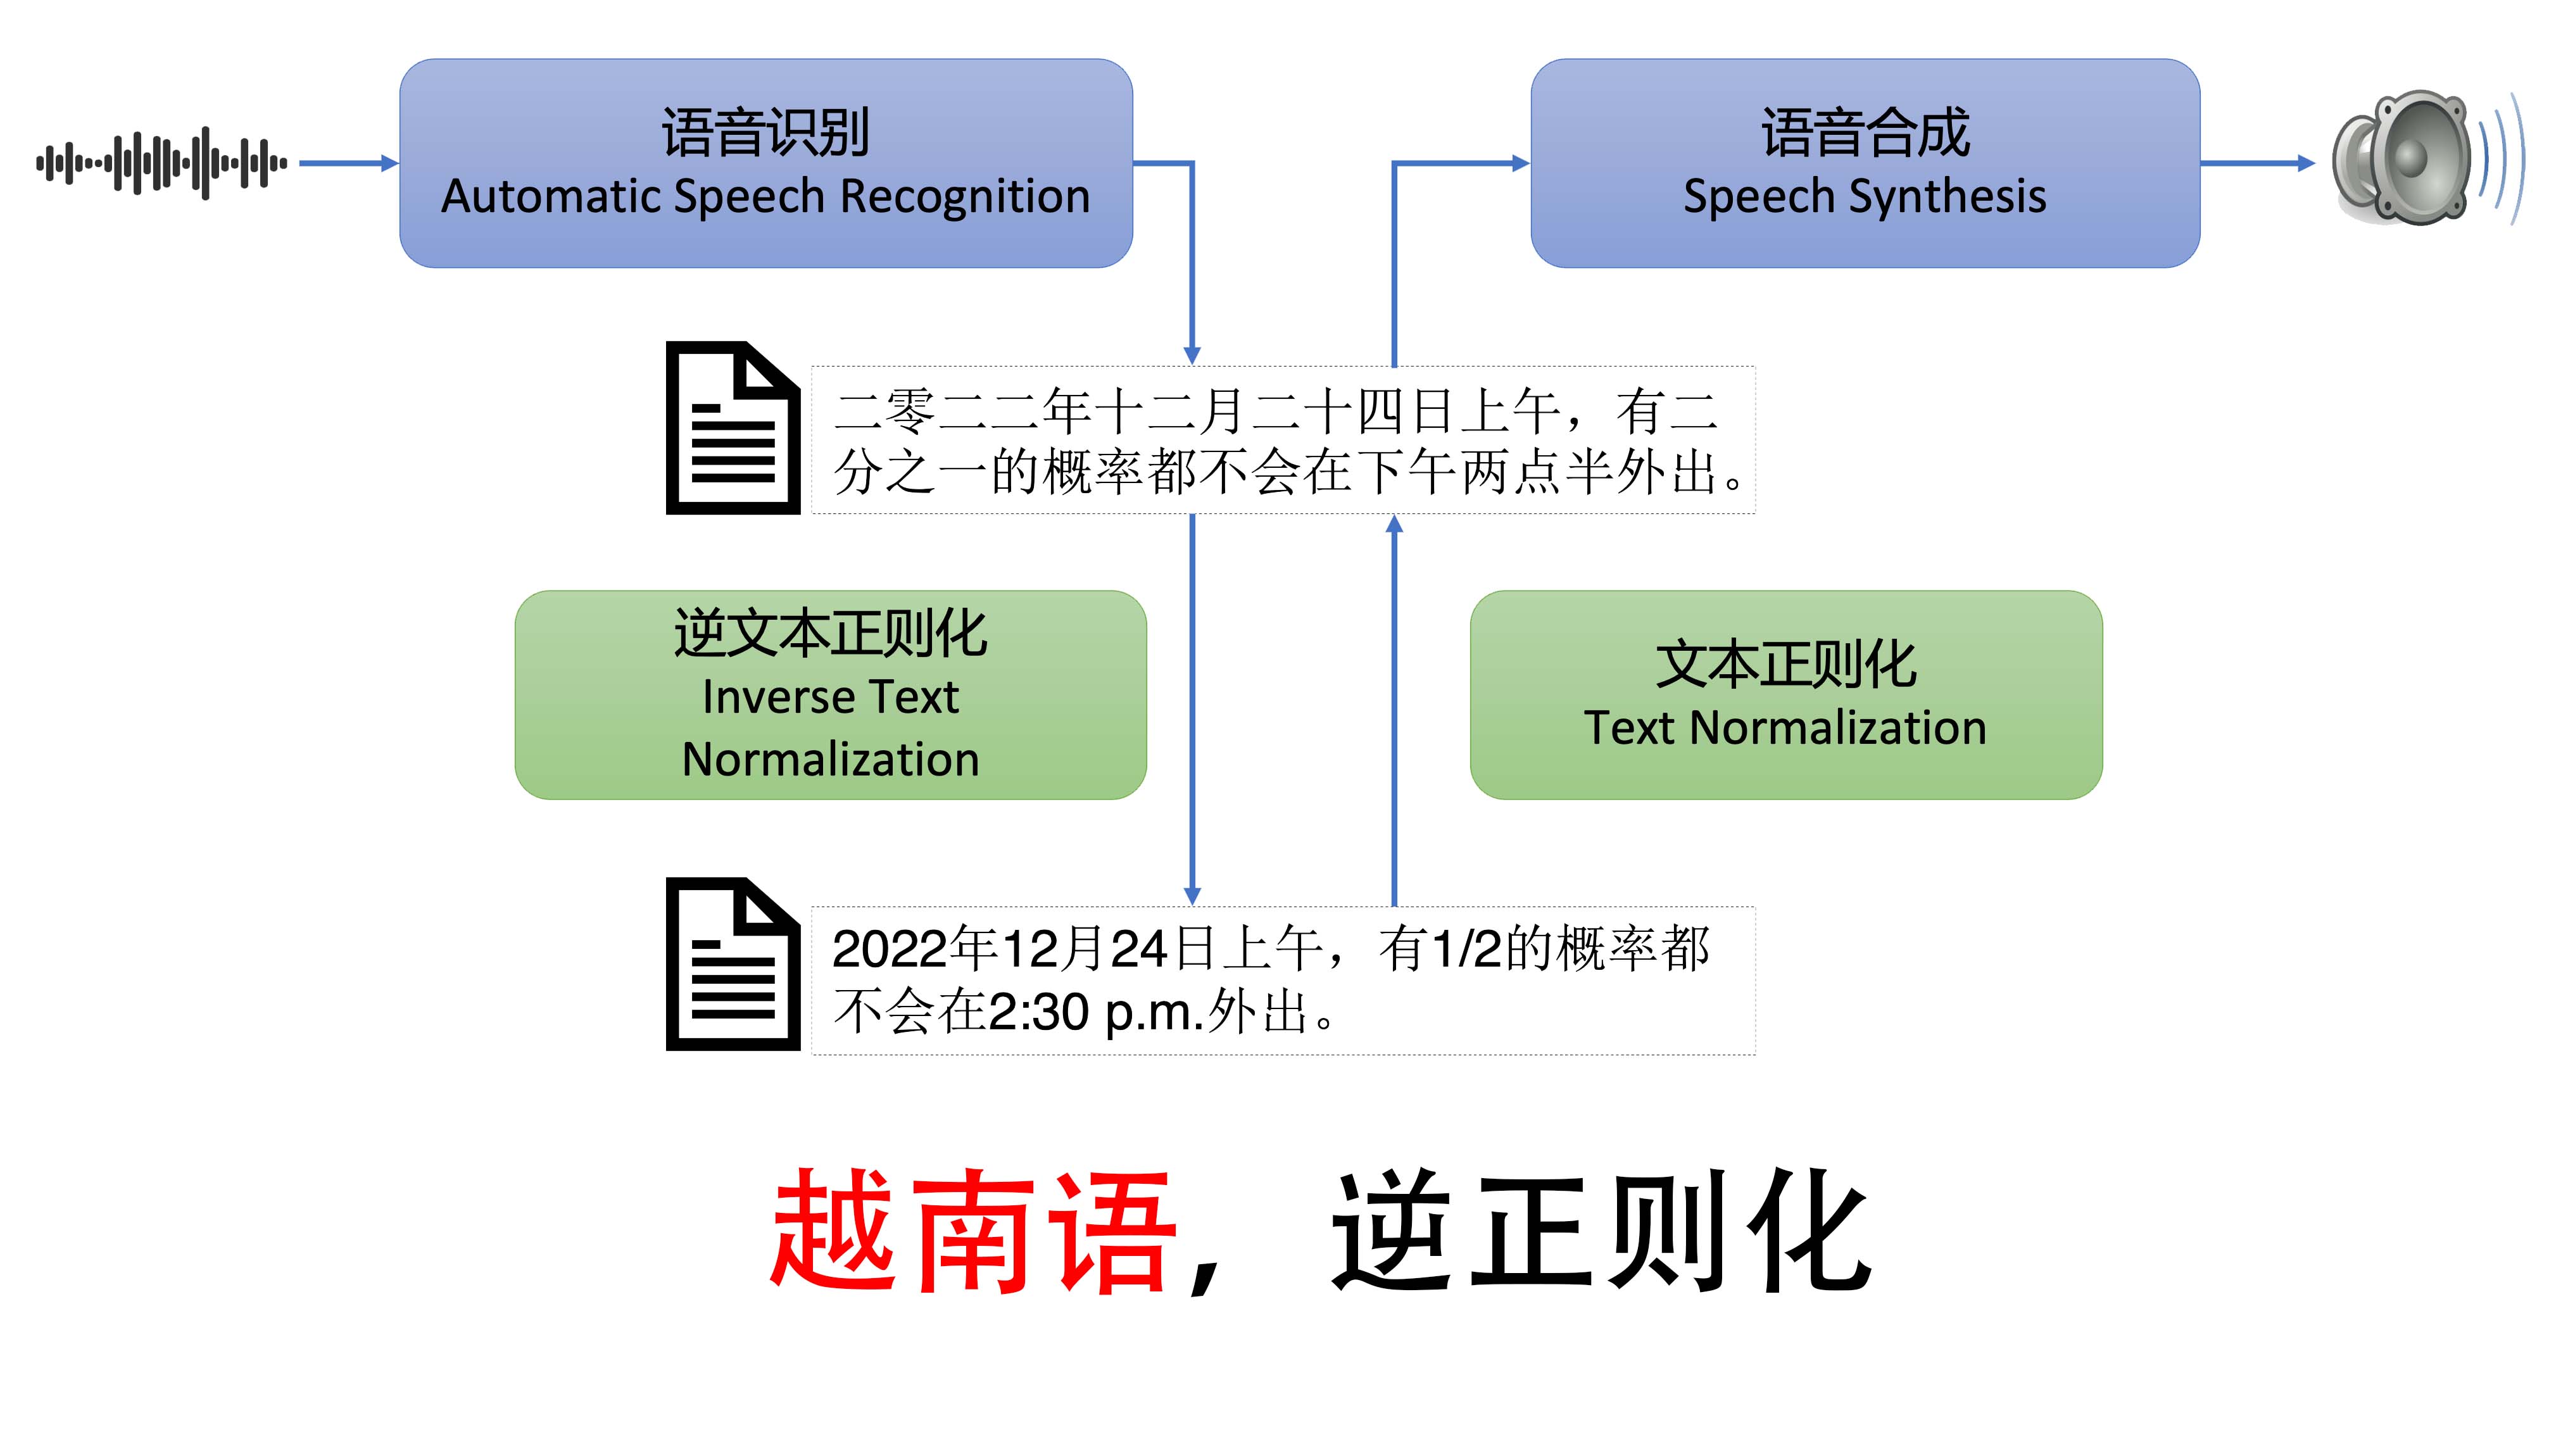 语音识别
Automatic Speech Recognition
语音合成
Speech Synthesis
二零二二年十二月二十四日上午，有二
分之一的概率都不会在下午两点半外出。
逆文本正则化
Inverse Text
Normalization
文本正则化
Text Normalization
2022年12月24日上午，有1/2的概率都
不会在2:30 p.m.外出。
越南语，逆正则化